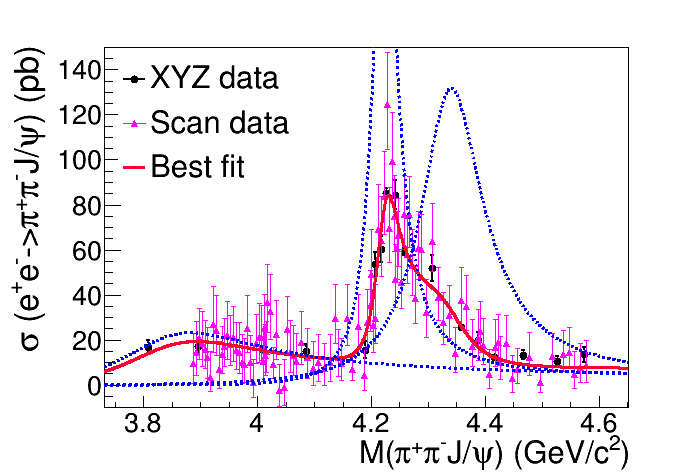 σ (e⁺e⁻->π⁺π⁻J/ψ) (pb)
140
120
100
80
60
40
20
0
XYZ data
Scan data
Best fit
3.8 4 4.2 4.4 4.6
M(π⁺π⁻J/ψ) (GeV/c²)